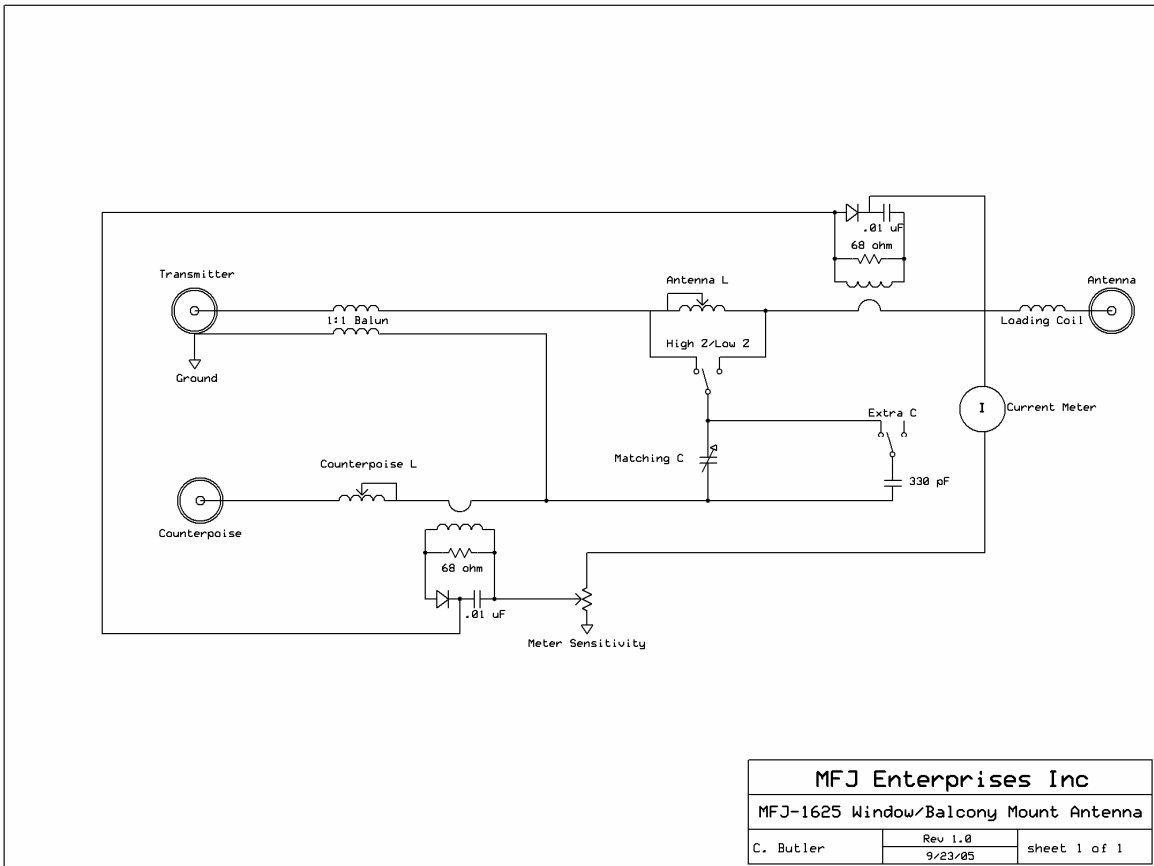 .01 uF
68 ohm
Transmitter
Antenna L
Antenna
1:1 Balun
Loading Coil
High Z/Low Z
Ground
I
Current Meter
Extra C
Matching C
Counterpoise L
330 pF
Counterpoise
68 ohm
.01 uF
Meter Sensitivity
MFJ Enterprises Inc
MFJ-1625 Window/Balcony Mount Antenna
C. Butler
Rev 1.0
9/23/05
sheet 1 of 1